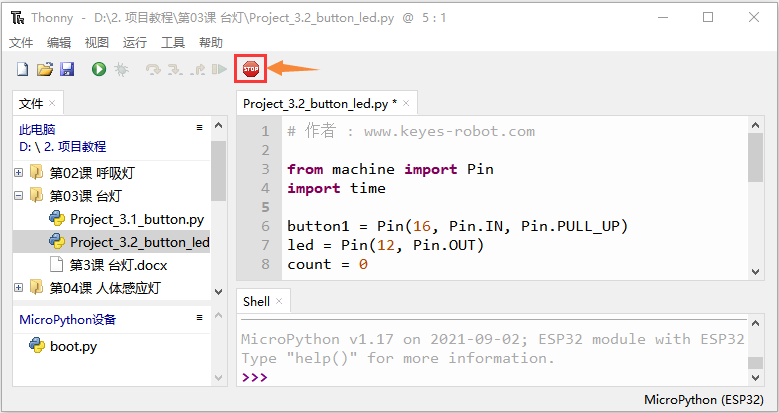 Thonny - D:\2. 项目教程\第03课 台灯\Project_3.2_button_led.py @ 5 : 1
文件 编辑 视图 运行 工具 帮助
STOP
文件 ×
此电脑
D: \ 2. 项目教程
第02课 呼吸灯
第03课 台灯
Project_3.1_button.py
Project_3.2_button_led
第3课 台灯.docx
第04课 人体感应灯
MicroPython设备
boot.py
Project_3.2_button_led.py * ×
1 # 作者 : www.keyes-robot.com
2
3 from machine import Pin
4 import time
5
6 button1 = Pin(16, Pin.IN, Pin.PULL_UP)
7 led = Pin(12, Pin.OUT)
8 count = 0
Shell ×
MicroPython v1.17 on 2021-09-02; ESP32 module with ESP32
Type "help()" for more information.
>>>
MicroPython (ESP32)